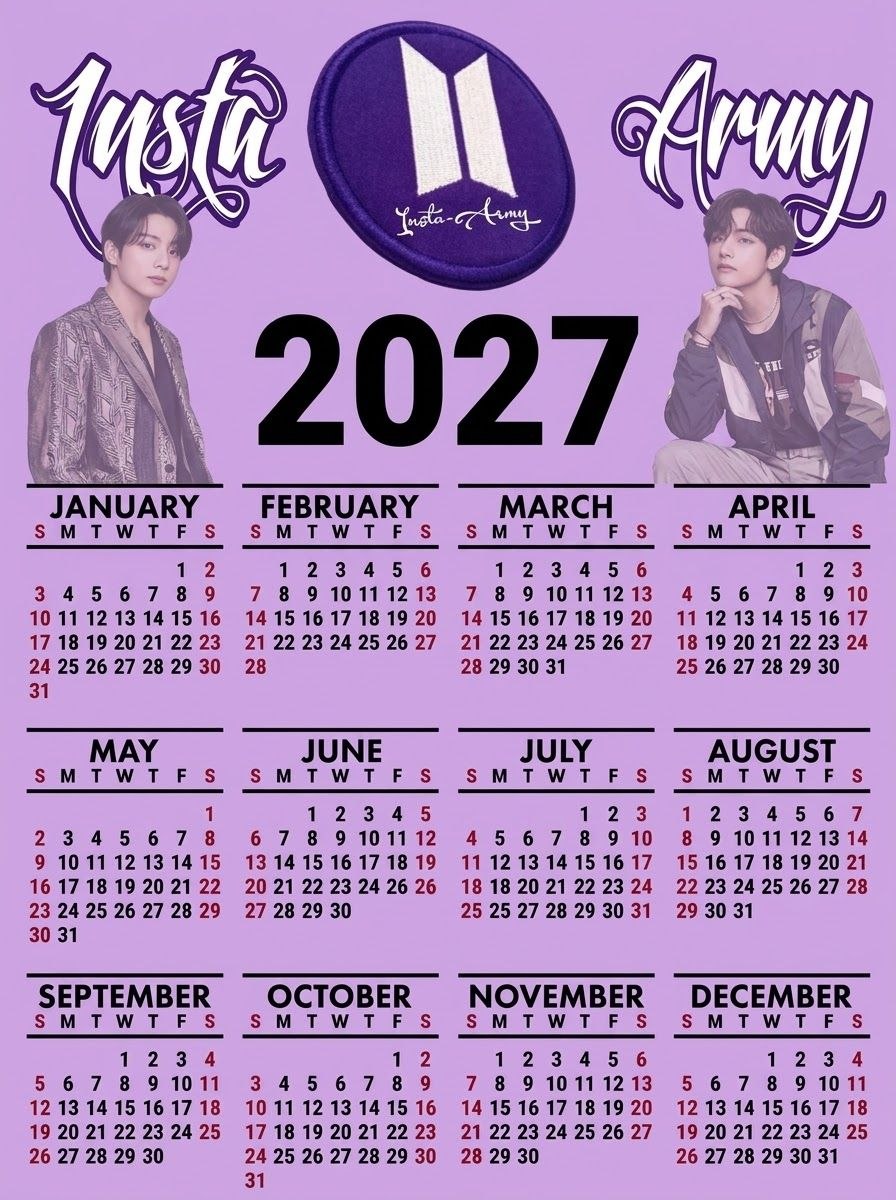 Insta Army
Insta-Army
2027
JANUARY FEBRUARY MARCH APRIL
S M T W T F S S M T W T F S S M T W T F S S M T W T F S
1 2 1 2 3 4 5 6 1 2 3 4 5 6 1 2 3
3 4 5 6 7 8 9 7 8 9 10 11 12 13 7 8 9 10 11 12 13 4 5 6 7 8 9 10
10 11 12 13 14 15 16 14 15 16 17 18 19 20 14 15 16 17 18 19 20 11 12 13 14 15 16 17
17 18 19 20 21 22 23 21 22 23 24 25 26 27 21 22 23 24 25 26 27 18 19 20 21 22 23 24
24 25 26 27 28 29 30 28 28 29 30 31 25 26 27 28 29 30
31
MAY JUNE JULY AUGUST
S M T W T F S S M T W T F S S M T W T F S S M T W T F S
1 1 2 3 4 5 1 2 3 1 2 3 4 5 6 7
2 3 4 5 6 7 8 6 7 8 9 10 11 12 4 5 6 7 8 9 10 8 9 10 11 12 13 14
9 10 11 12 13 14 15 13 14 15 16 17 18 19 11 12 13 14 15 16 17 15 16 17 18 19 20 21
16 17 18 19 20 21 22 20 21 22 23 24 25 26 18 19 20 21 22 23 24 22 23 24 25 26 27 28
23 24 25 26 27 28 29 27 28 29 30 25 26 27 28 29 30 31 29 30 31
30 31
SEPTEMBER OCTOBER NOVEMBER DECEMBER
S M T W T F S S M T W T F S S M T W T F S S M T W T F S
1 2 3 4 1 2 1 2 3 4 5 6 1 2 3 4
5 6 7 8 9 10 11 3 4 5 6 7 8 9 7 8 9 10 11 12 13 5 6 7 8 9 10 11
12 13 14 15 16 17 18 10 11 12 13 14 15 16 14 15 16 17 18 19 20 12 13 14 15 16 17 18
19 20 21 22 23 24 25 17 18 19 20 21 22 23 21 22 23 24 25 26 27 19 20 21 22 23 24 25
26 27 28 29 30 24 25 26 27 28 29 30 28 29 30 26 27 28 29 30 31
31